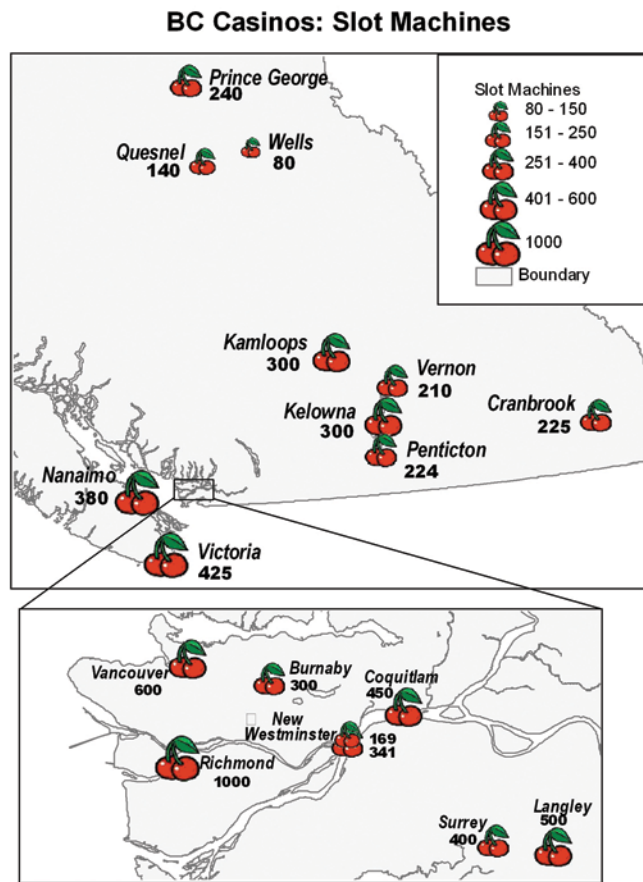 BC Casinos: Slot Machines
Prince George
240
Wells
80
Quesnel
140
Slot Machines
80 - 150
151 - 250
251 - 400
401 - 600
1000
Boundary
Kamloops
300
Vernon
210
Kelowna
300
Cranbrook
225
Penticton
224
Nanaimo
380
Victoria
425
Vancouver
600
Burnaby
300
Coquitlam
450
New
Westminster
169
341
Richmond
1000
Surrey
400
Langley
500